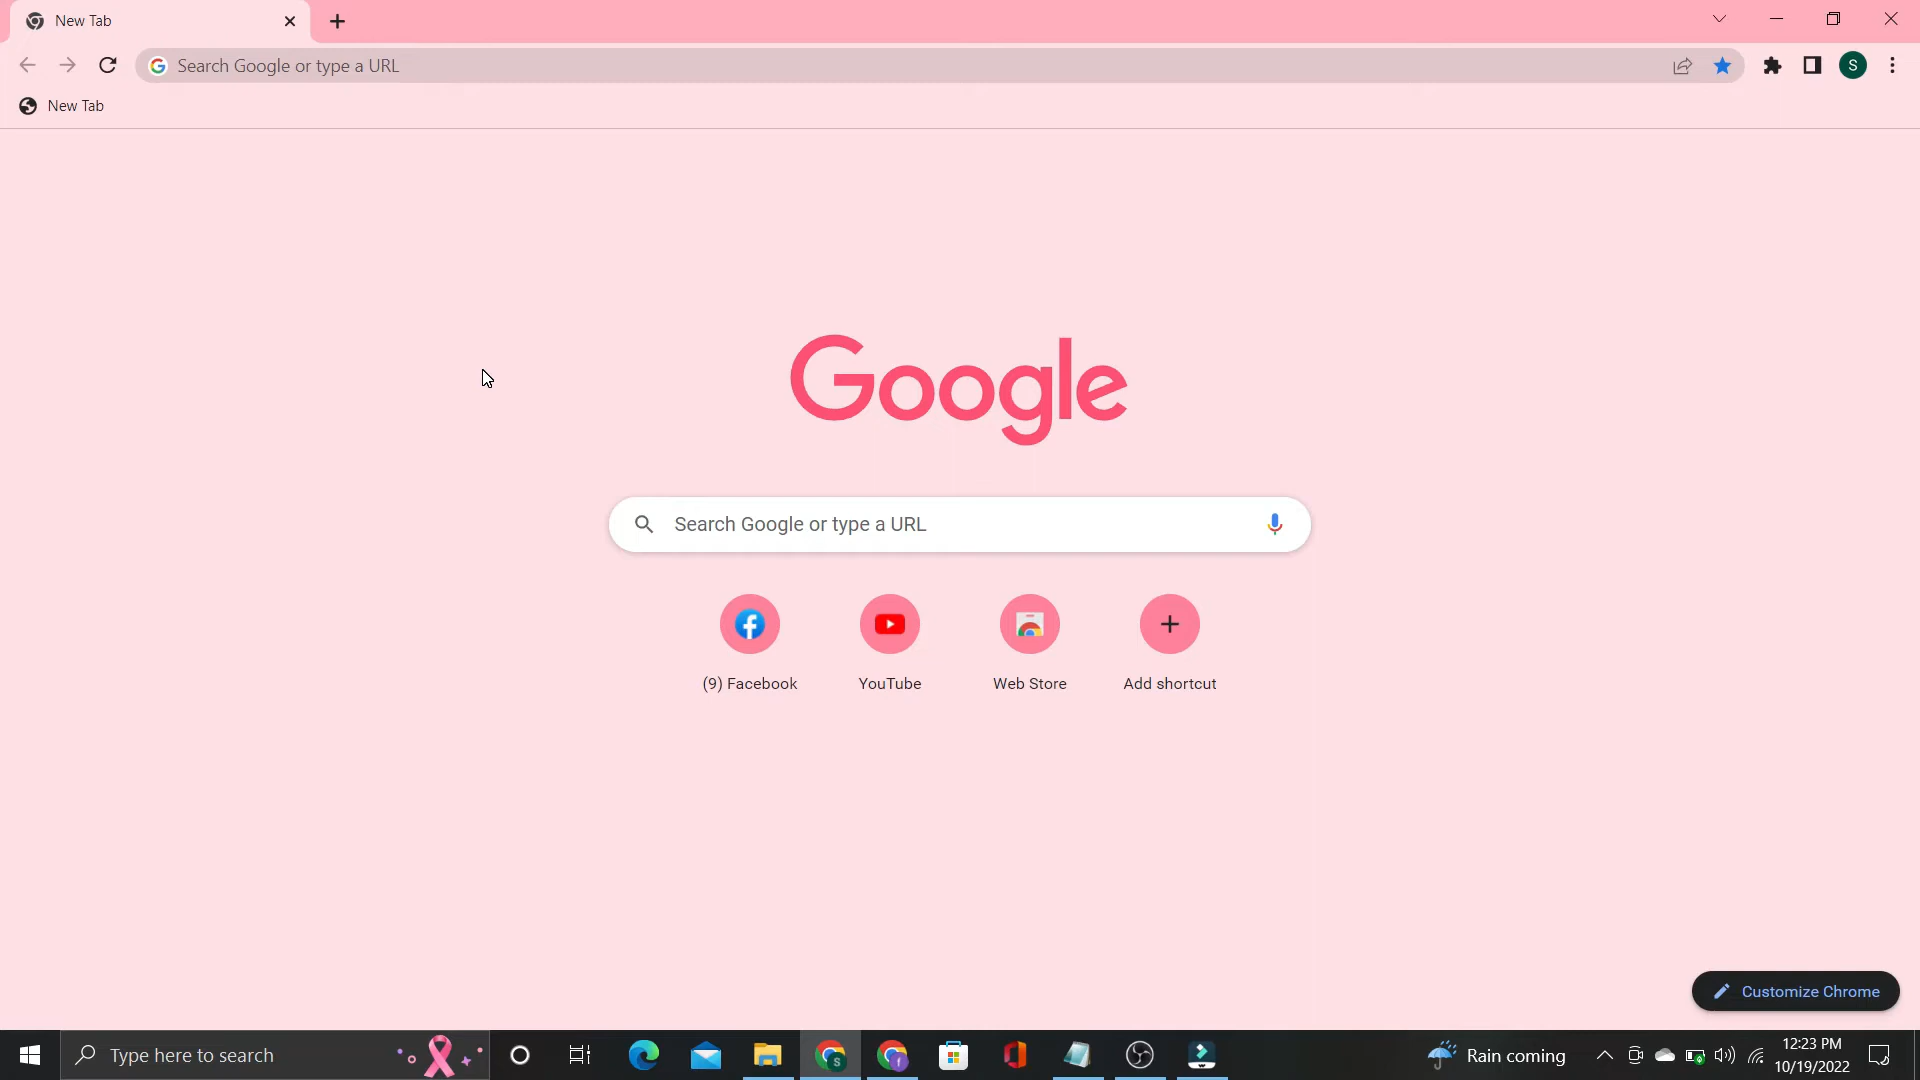 New Tab
Search Google or type a URL
S
New Tab
Google
Search Google or type a URL
(9) Facebook
YouTube
Web Store
Add shortcut
Customize Chrome
Type here to search
Rain coming
12:23 PM
10/19/2022